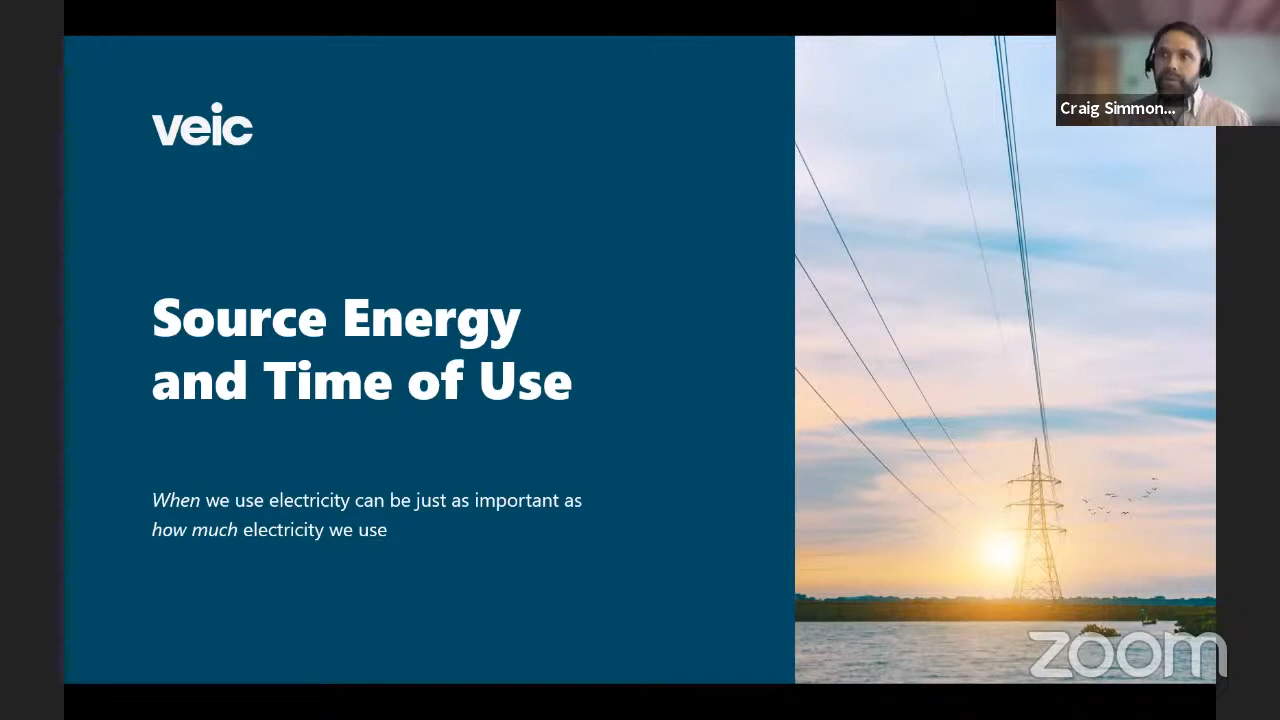 Craig Simmon...
veic
Source Energy
and Time of Use
When we use electricity can be just as important as
how much electricity we use
zoom